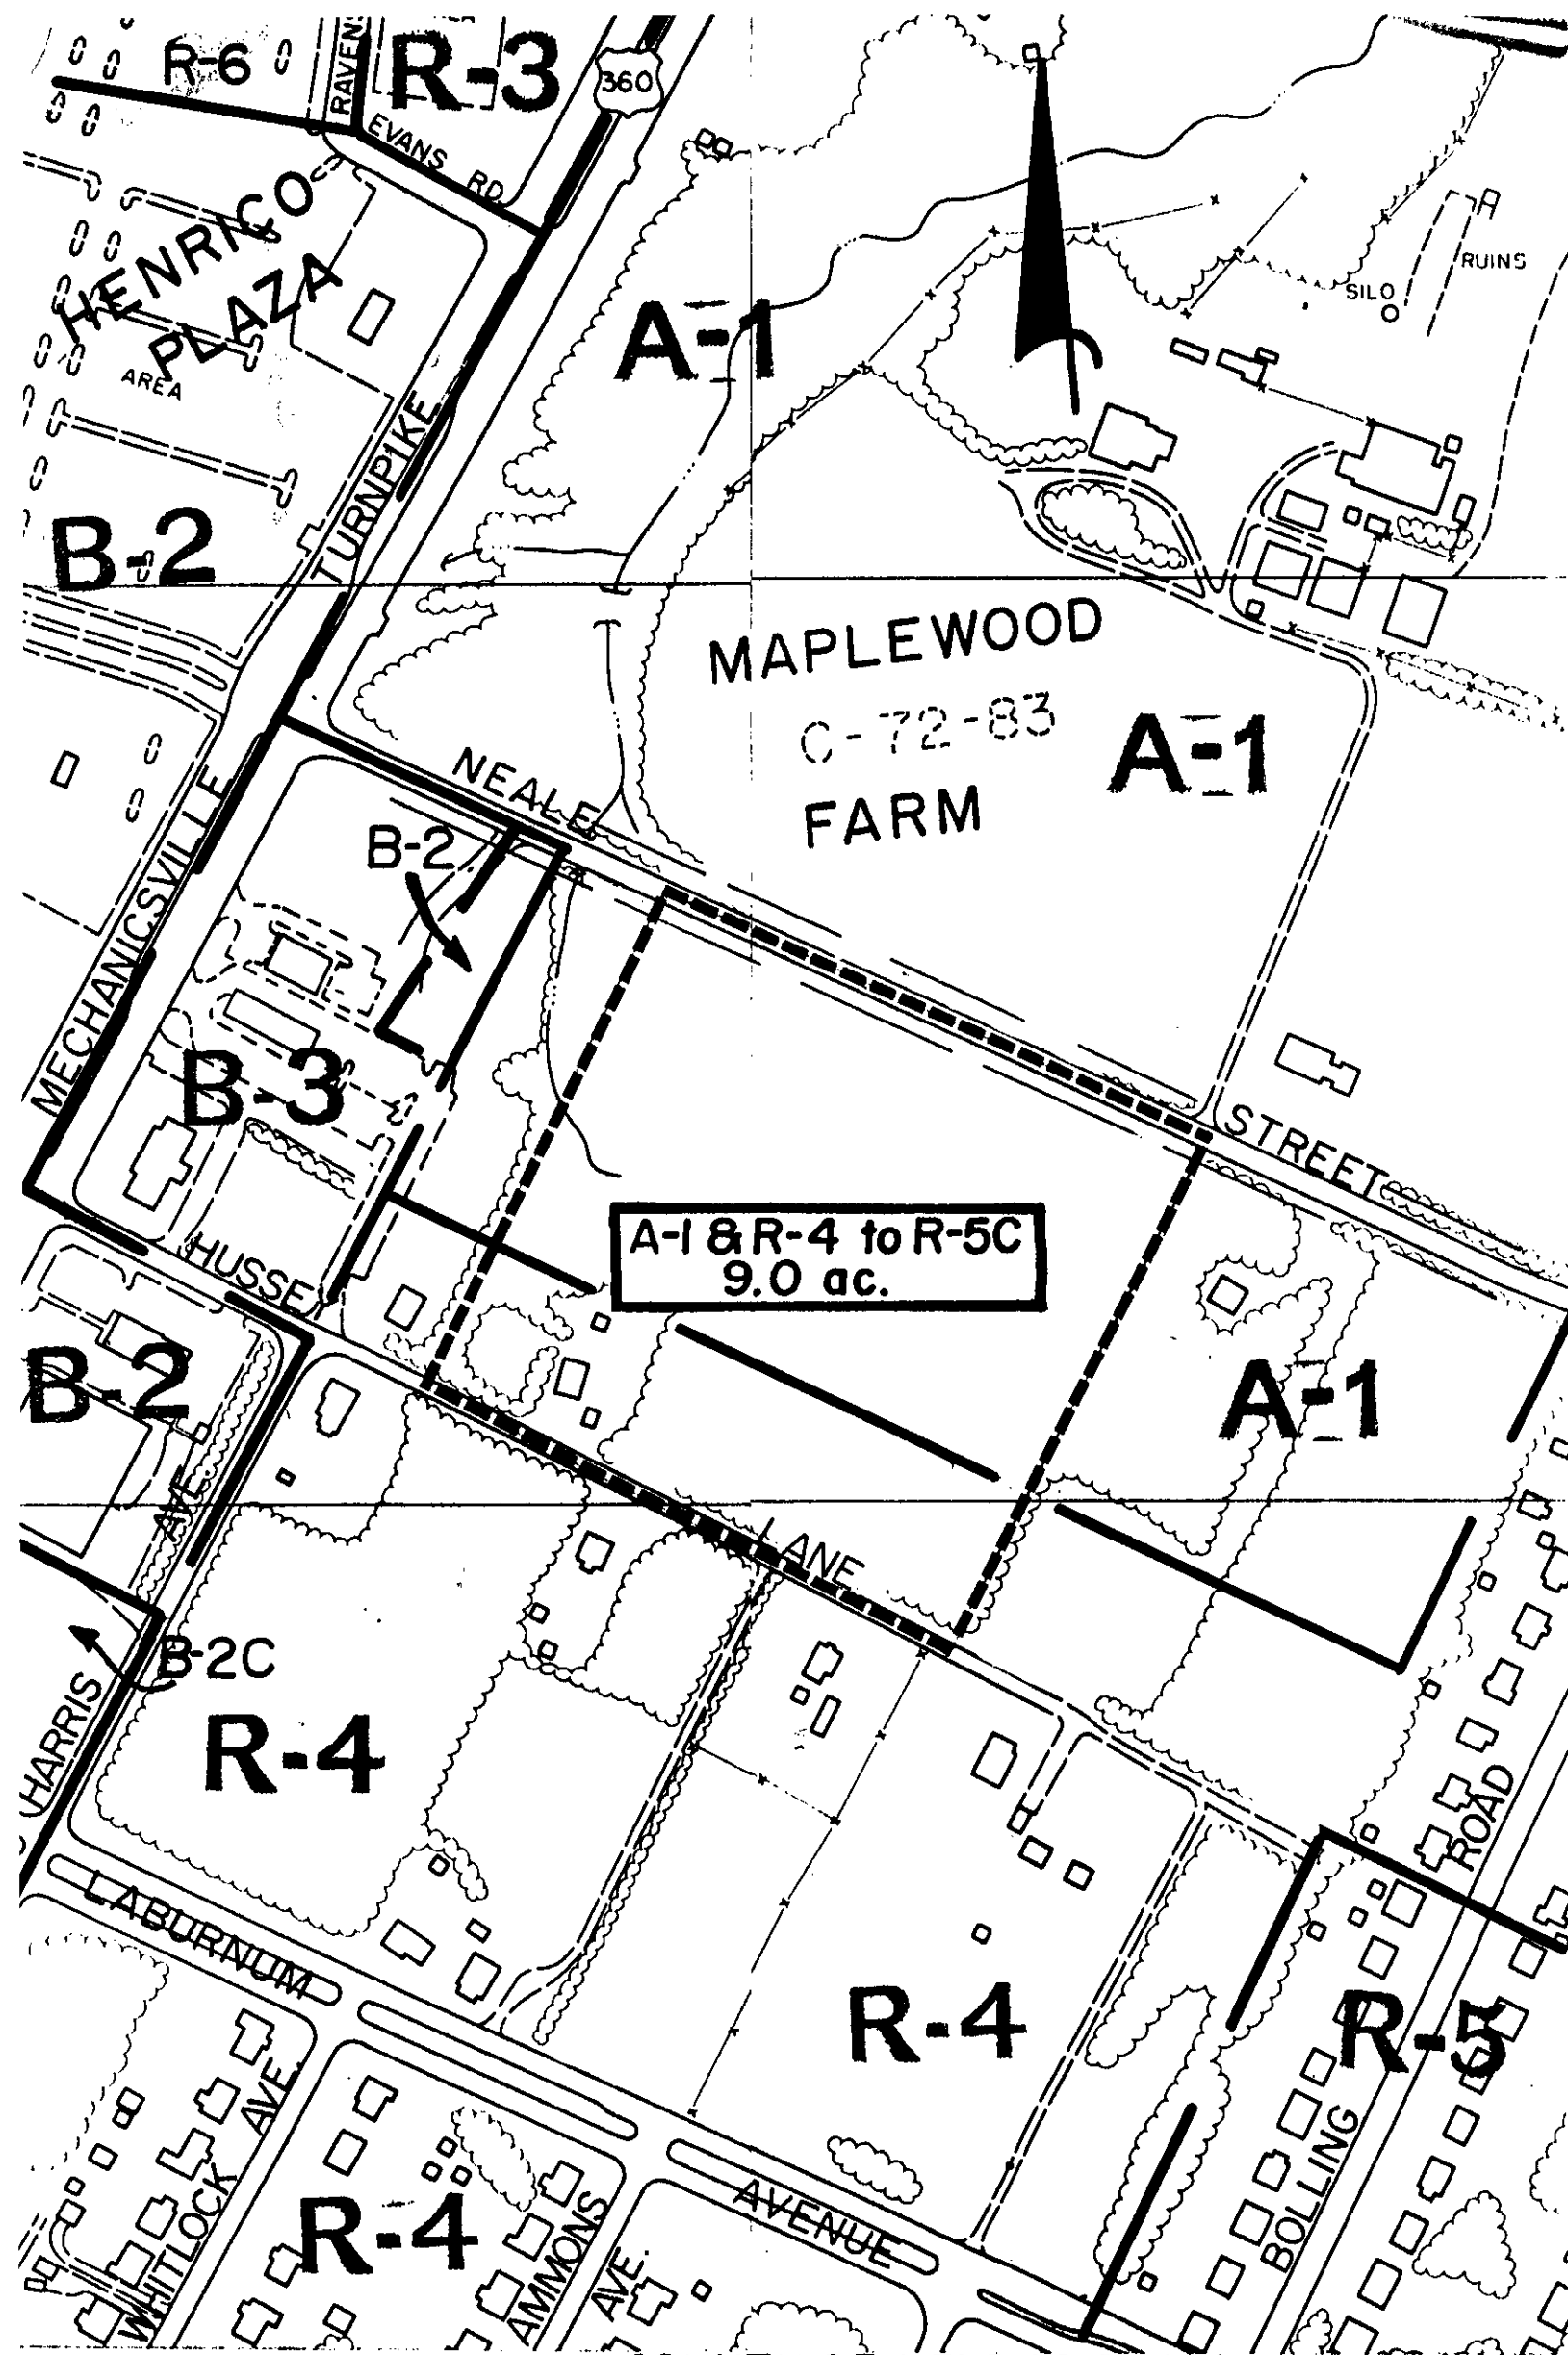 R-6
RAVENS
R-3
360
EVANS RD.
HENRICO
PLAZA
AREA
A-1
SILO
RUINS
B-2
TURNPIKE
MAPLEWOOD
C-72-83
FARM
A-1
NEALE
B-2
MECHANICSVILLE
B-3
STREET
A-1 & R-4 to R-5C
9.0 ac.
HUSSEY
B-2
A-1
AVE.
LANE
B-2C
HARRIS
R-4
ROAD
LABURNUM
R-4
R-5
AVE.
WHITLOCK
R-4
AMMONS
AVE.
AVENUE
BOLLING